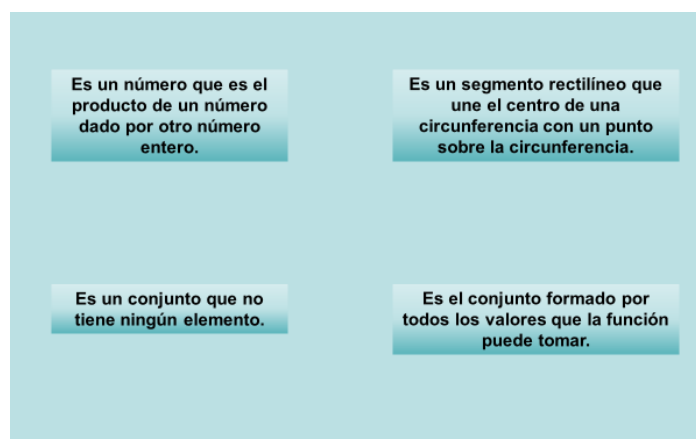 Es un número que es el
producto de un número
dado por otro número
entero.
Es un segmento rectilíneo que
une el centro de una
circunferencia con un punto
sobre la circunferencia.
Es un conjunto que no
tiene ningún elemento.
Es el conjunto formado por
todos los valores que la función
puede tomar.